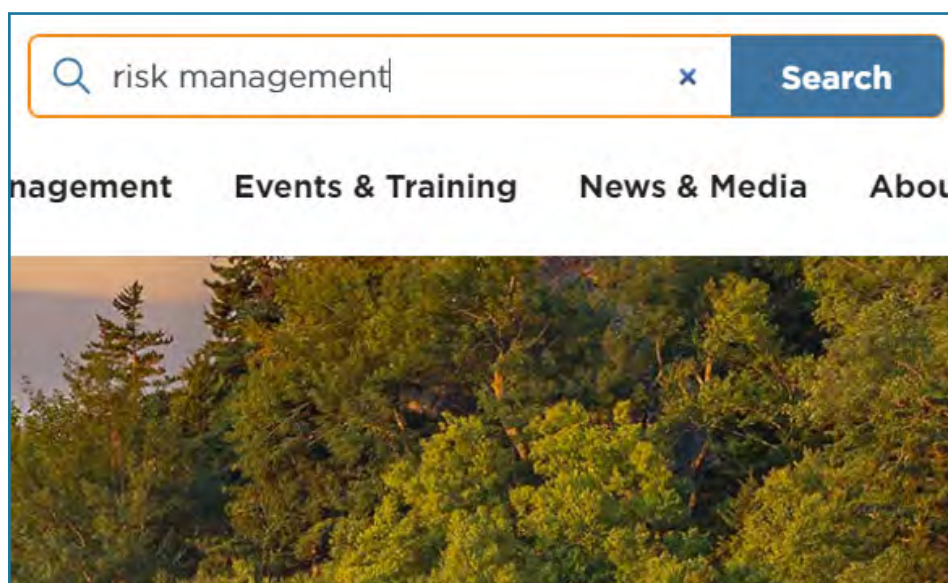 risk management × Search
nagement Events & Training News & Media Abou